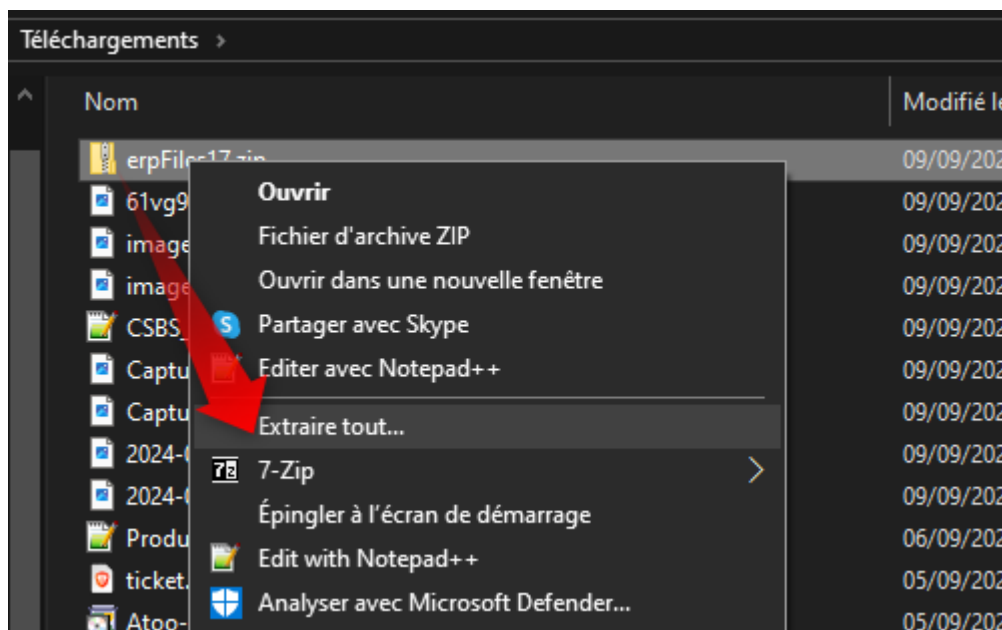 Téléchargements >
Nom
Modifié le
erpFiles17.zip
09/09/202
Ouvrir
61vg9
09/09/202
Fichier d'archive ZIP
image
09/09/202
Ouvrir dans une nouvelle fenêtre
image
09/09/202
Partager avec Skype
CSBS_
09/09/202
Editer avec Notepad++
Captu
09/09/202
Extraire tout...
Captu
09/09/202
7-Zip
2024-0
09/09/202
Épingler à l'écran de démarrage
2024-0
09/09/202
Edit with Notepad++
Produ
06/09/202
ticket.
05/09/202
Analyser avec Microsoft Defender...
Atoo-
05/09/202